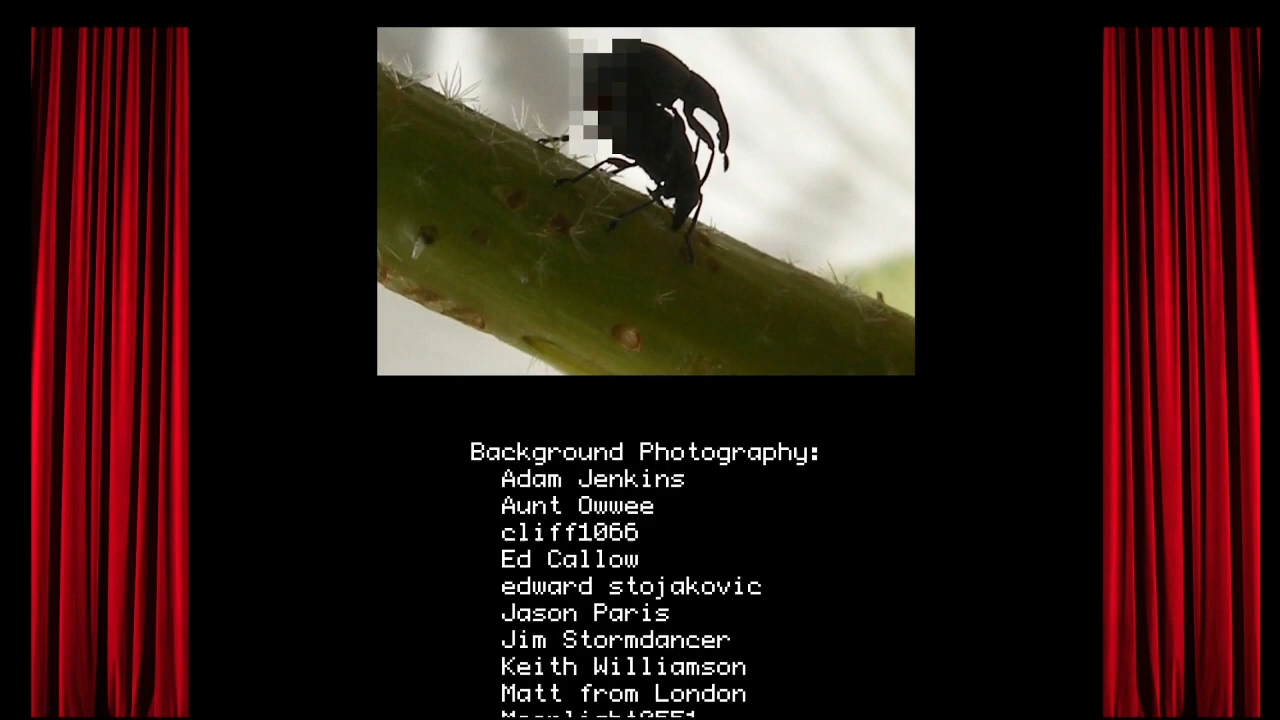 Background Photography:
Adam Jenkins
Aunt Owwee
cliff1066
Ed Callow
edward stojakovic
Jason Paris
Jim Stormdancer
Keith Williamson
Matt from London